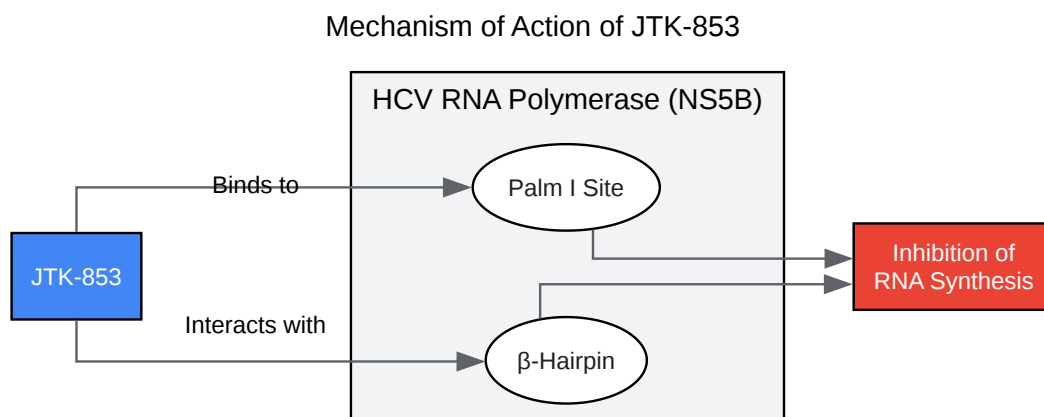 Mechanism of Action of JTK-853
HCV RNA Polymerase (NS5B)
Binds to
Palm I Site
JTK-853
Inhibition of
RNA Synthesis
Interacts with
β-Hairpin